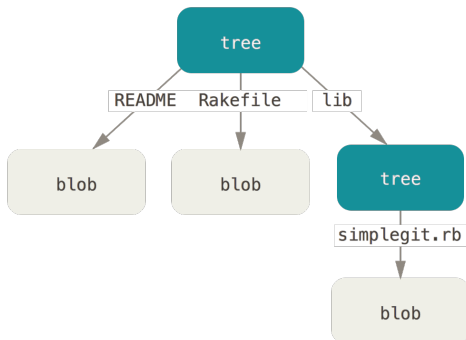 tree
README Rakefile lib
blob blob tree
simplegit.rb
blob